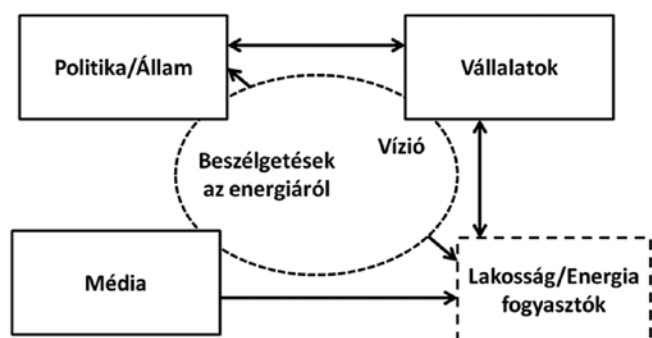 Politika/Állam
Vállalatok
Vízió
Beszélgetések
az energiáról
Média
Lakosság/Energia
fogyasztók